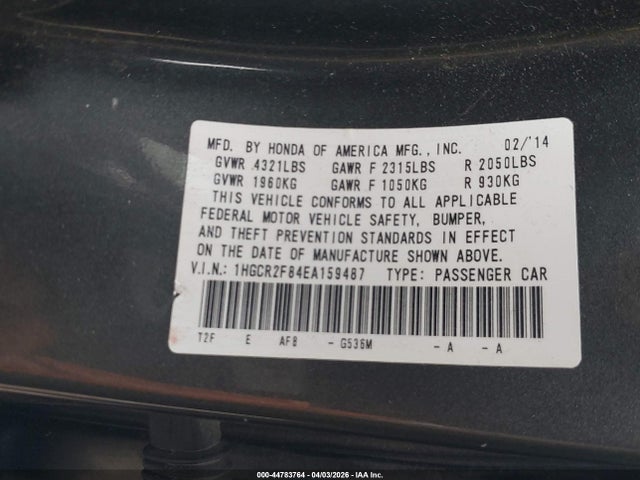 MFD. BY HONDA OF AMERICA MFG., INC. 02/'14
GVWR 4321LBS GAWR F 2315LBS R 2050LBS
GVWR 1960KG GAWR F 1050KG R 930KG
THIS VEHICLE CONFORMS TO ALL APPLICABLE
FEDERAL MOTOR VEHICLE SAFETY, BUMPER,
AND THEFT PREVENTION STANDARDS IN EFFECT
ON THE DATE OF MANUFACTURE SHOWN ABOVE.
V.I.N.: 1HGCR2F84EA159487 TYPE: PASSENGER CAR
T2F E AF8 - G536M - A - A
000-44783764 - 04/03/2026 - IAA Inc.